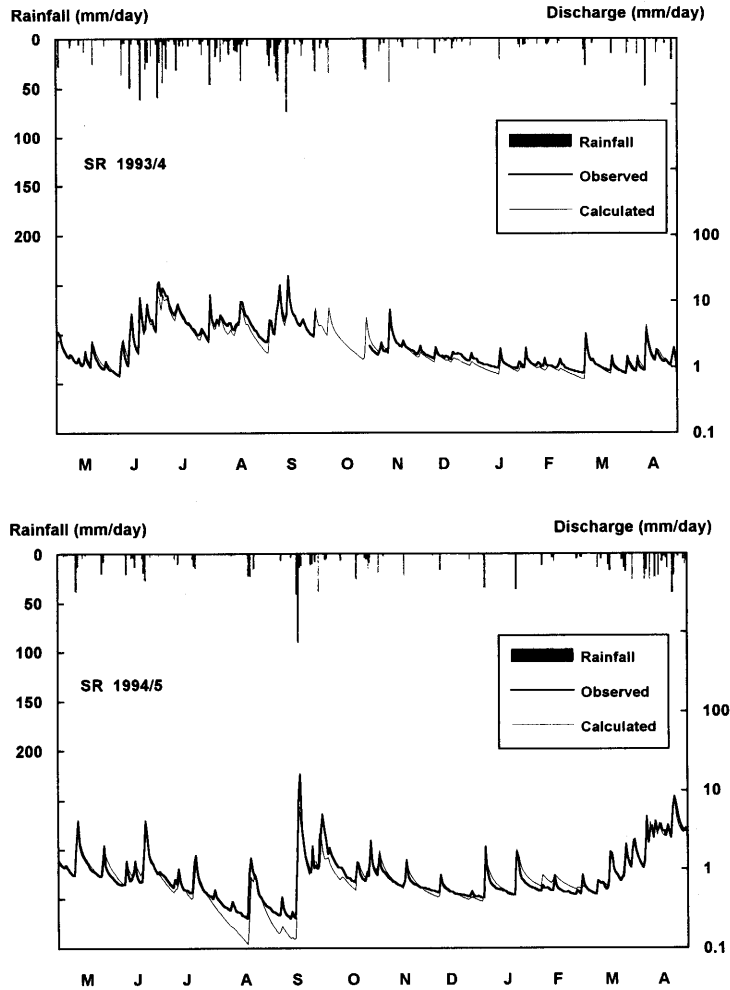 Rainfall (mm/day) Discharge (mm/day)
0
50
100
150
200
SR 1993/4
Rainfall
Observed
Calculated
100
10
1
0.1
M J J A S O N D J F M A
Rainfall (mm/day) Discharge (mm/day)
0
50
100
150
200
SR 1994/5
Rainfall
Observed
Calculated
100
10
1
0.1
M J J A S O N D J F M A